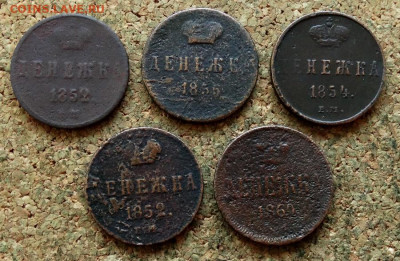 COINS.LAVE.RU
ДЕНЕЖКА
1852.
Е.М.
ДЕНЕЖКА
1855.
ДЕНЕЖКА
1854.
Е.М.
ДЕНЕЖКА
1852.
Е.М.
ДЕНЕЖКА
1860.